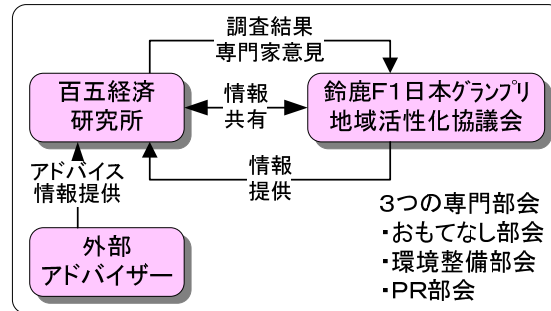 調査結果
専門家意見
百五経済
研究所
情報
共有
鈴鹿Ｆ１日本グランプリ
地域活性化協議会
アドバイス
情報提供
情報
提供
外部
アドバイザー
３つの専門部会
・おもてなし部会
・環境整備部会
・ＰＲ部会